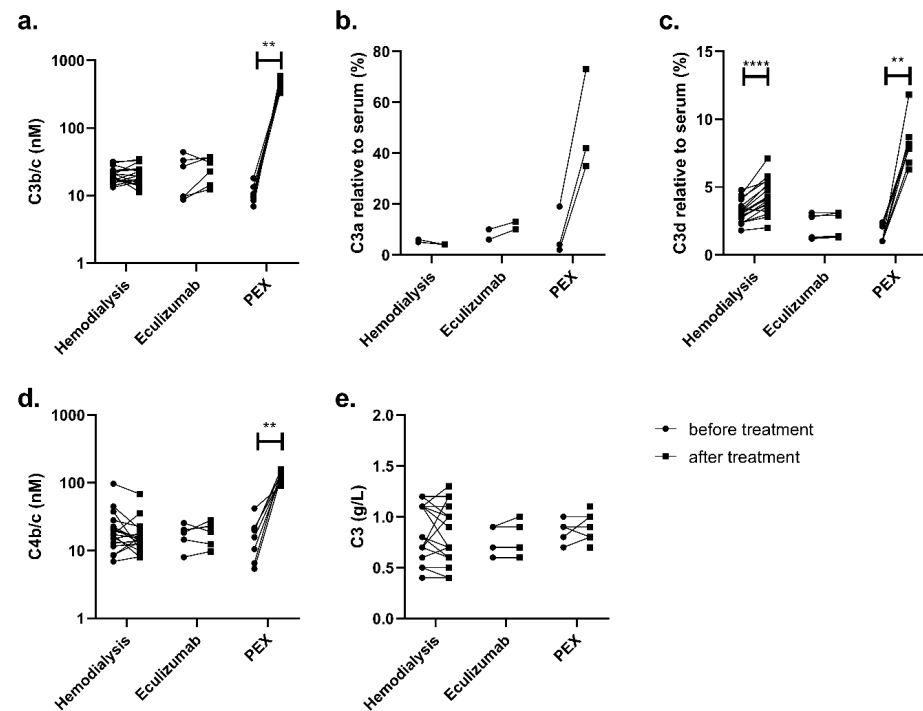 a.
C3b/c (nM)
1000
100
10
1
**
Hemodialysis
Eculizumab
PEX
b.
C3a relative to serum (%)
80
60
40
20
0
Hemodialysis
Eculizumab
PEX
c.
C3d relative to serum (%)
15
10
5
0
****
**
Hemodialysis
Eculizumab
PEX
d.
C4b/c (nM)
1000
100
10
1
**
Hemodialysis
Eculizumab
PEX
e.
C3 (g/L)
2.0
1.5
1.0
0.5
0.0
Hemodialysis
Eculizumab
PEX
before treatment
after treatment